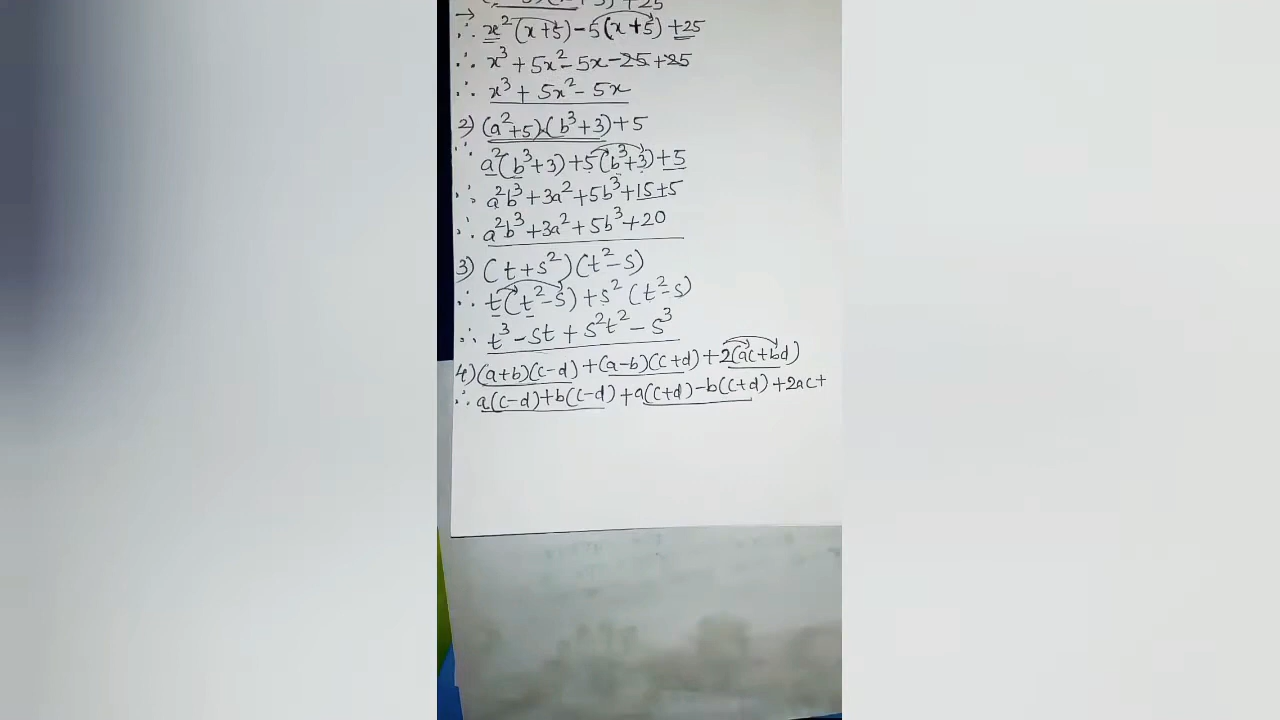 →
∴ x²(x+5)-5(x+5)+25
∴ x³+5x²-5x-25+25
∴ x³+5x²-5x
2) (a²+5)×(b³+3)+5
∴ a²(b³+3)+5(b³+3)+5
∴ a²b³+3a²+5b³+15+5
∴ a²b³+3a²+5b³+20
3) (t+s²)(t²-s)
∴ t(t²-s)+s²(t²-s)
∴ t³-st+s²t²-s³
4) (a+b)(c-d)+(a-b)(c+d)+2(ac+bd)
∴ a(c-d)+b(c-d)+a(c+d)-b(c+d)+2ac+